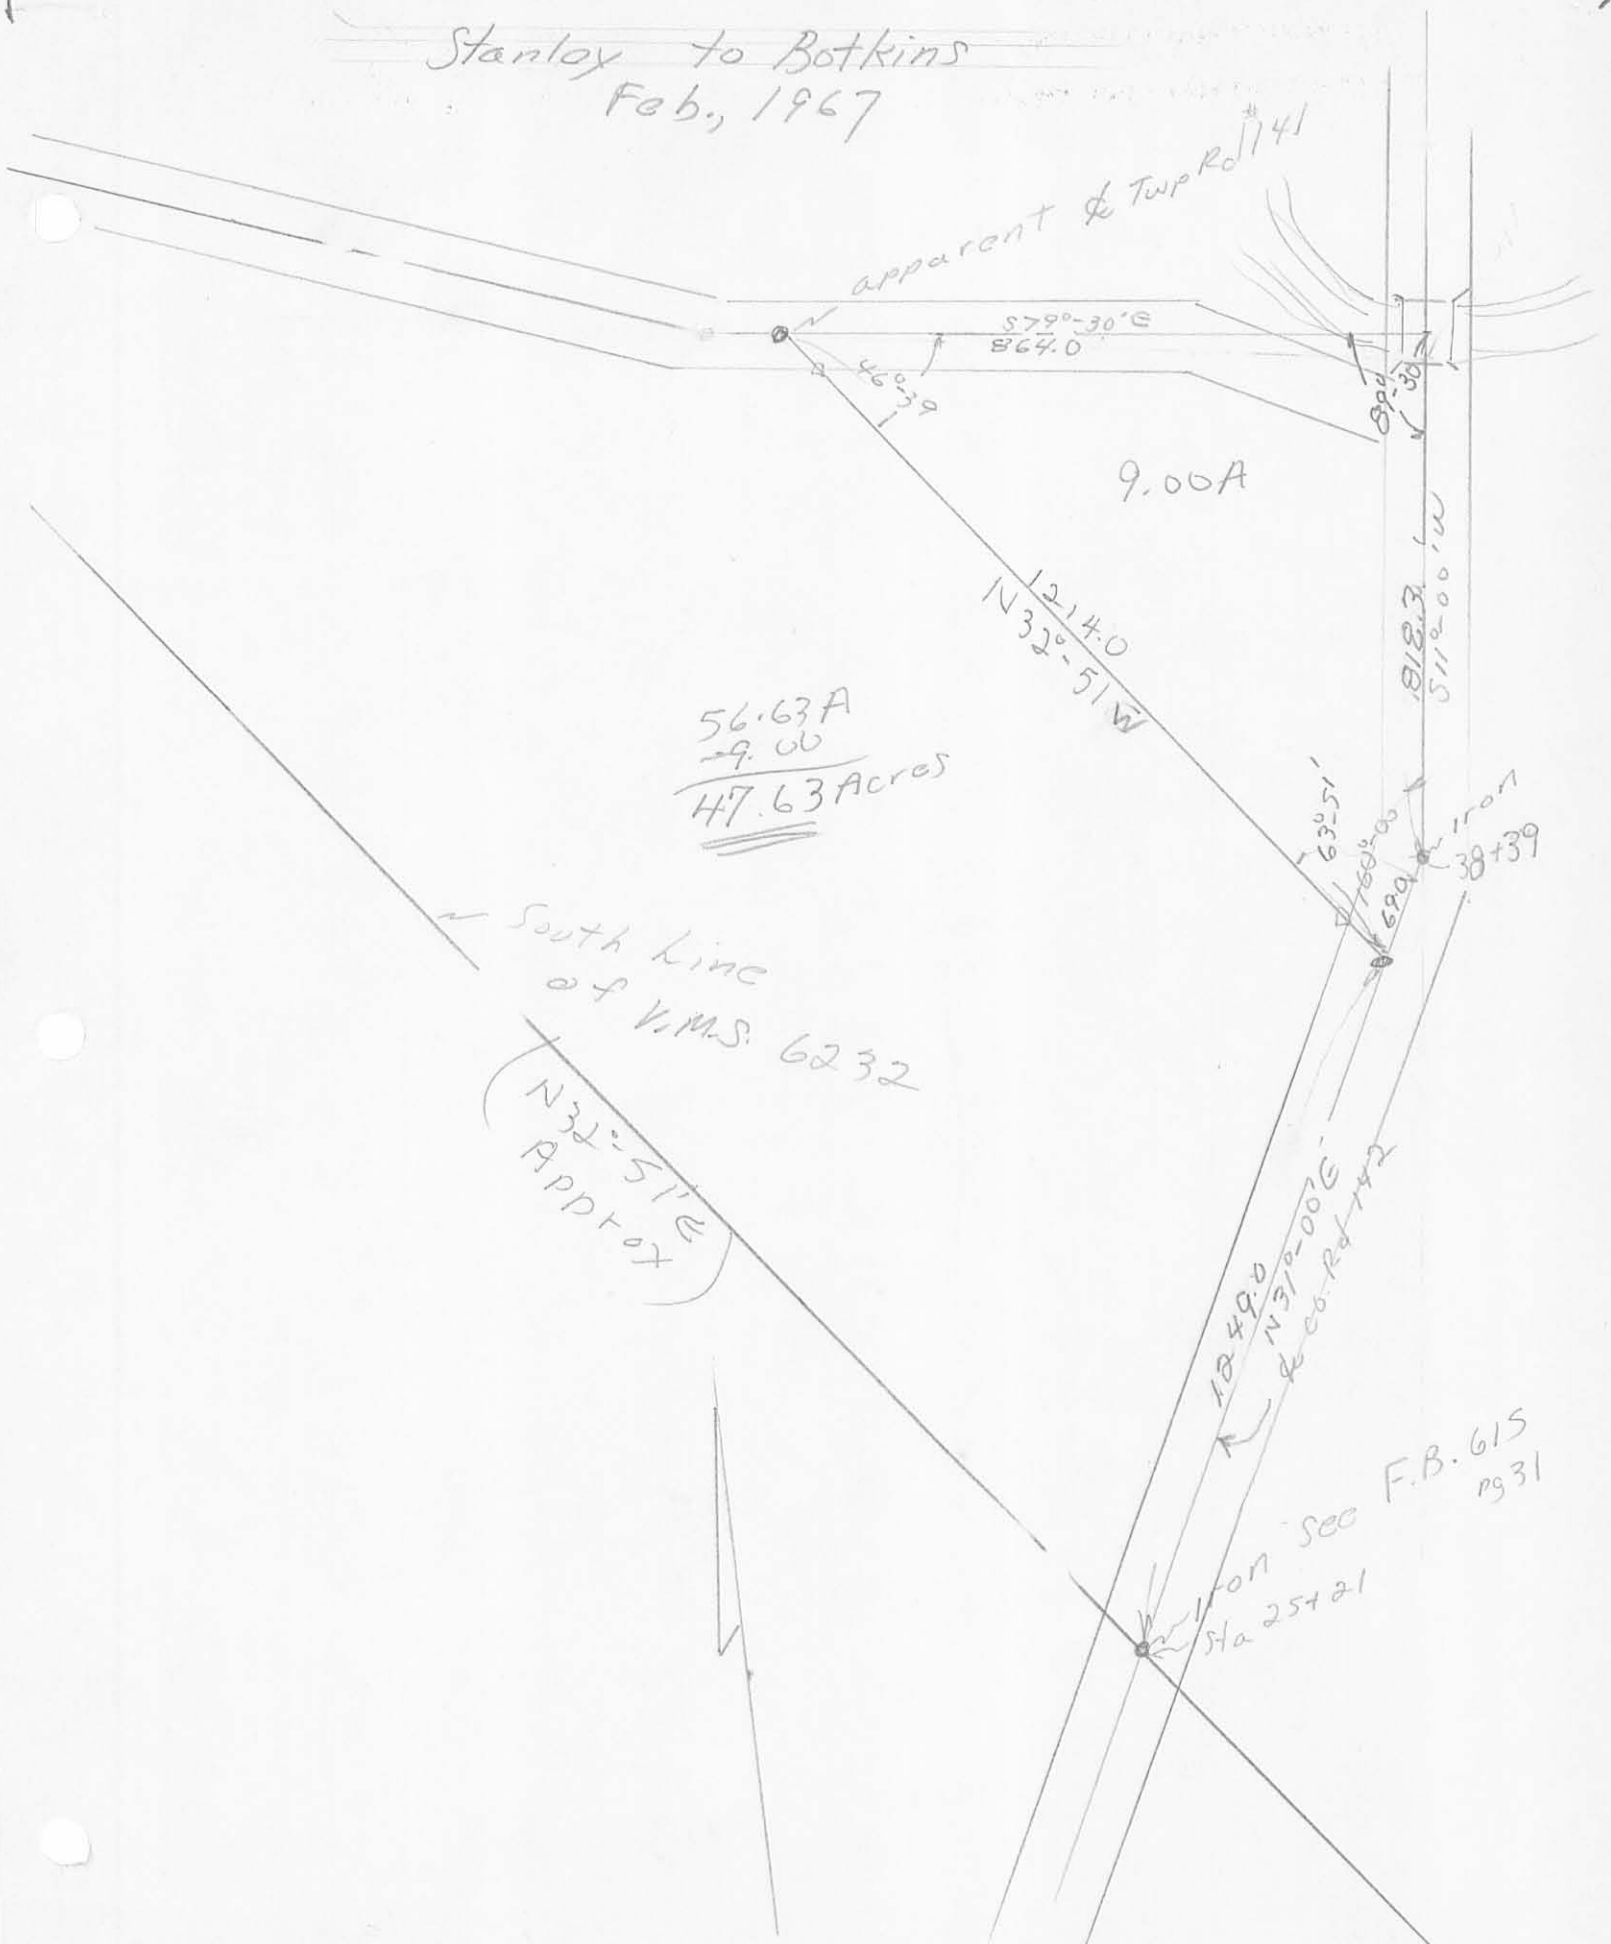 Stanley to Botkins
Feb., 1967
apparent ℄ Twp Rd #141
S79°-30'E
864.0
46°-39
89°-30'
9.00A
818.3
S11°-00'W
1214.0
N32°-51'W
56.63A
-9.00
47.63 Acres
63°-51'
160°-00
69.0
iron
38+39
South Line
of V.M.S. 6232
(N32°-51'E
Approx)
1249.0
N31°-00'E
℄ Co. Rd 142
iron see F.B. 615
pg 31
Sta 25+21